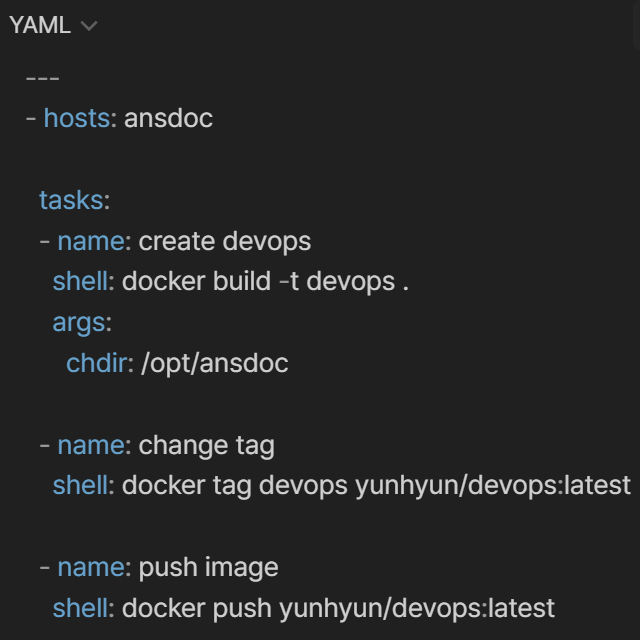 YAML
---
- hosts: ansdoc
tasks:
- name: create devops
shell: docker build -t devops .
args:
chdir: /opt/ansdoc
- name: change tag
shell: docker tag devops yunhyun/devops:latest
- name: push image
shell: docker push yunhyun/devops:latest